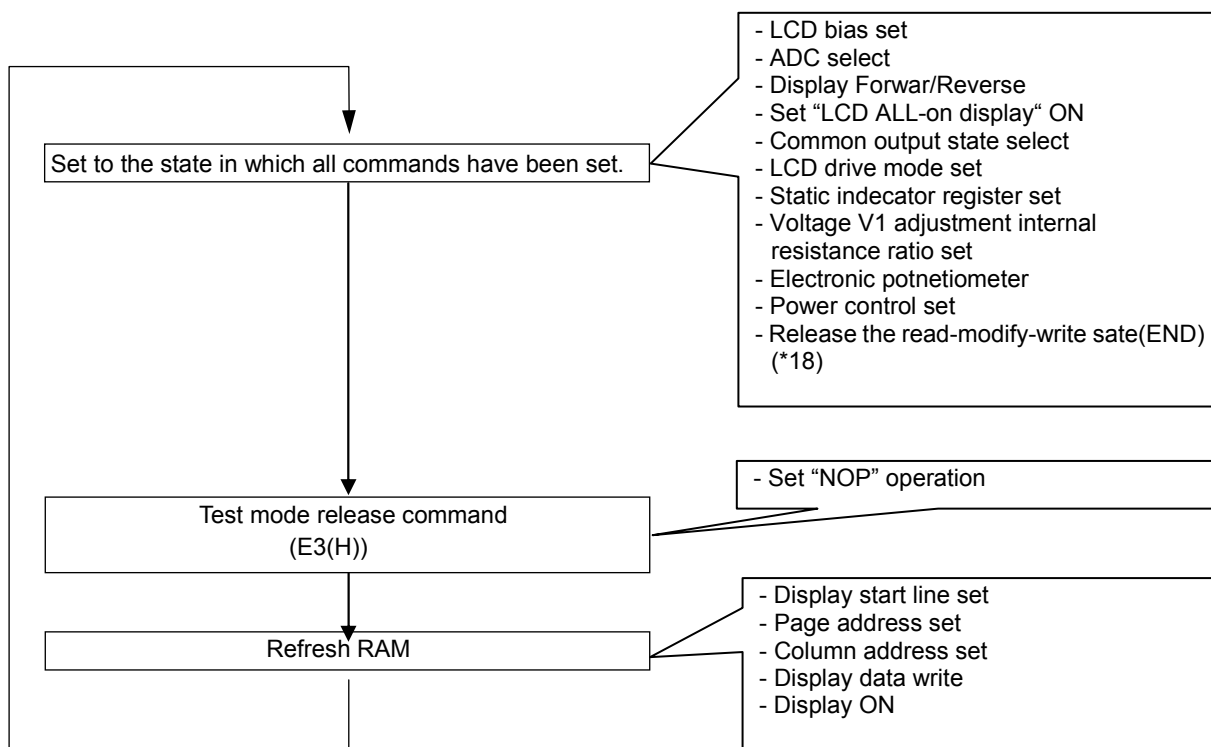 - LCD bias set
- ADC select
- Display Forwar/Reverse
- Set “LCD ALL-on display“ ON
- Common output state select
- LCD drive mode set
- Static indecator register set
- Voltage V1 adjustment internal
resistance ratio set
- Electronic potnetiometer
- Power control set
- Release the read-modify-write sate(END)
(*18)
Set to the state in which all commands have been set.
- Set “NOP” operation
Test mode release command
(E3(H))
- Display start line set
- Page address set
- Column address set
- Display data write
- Display ON
Refresh RAM